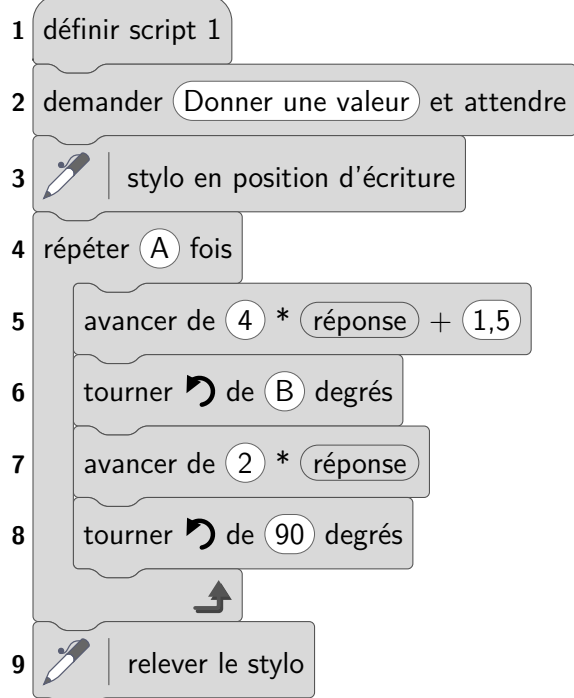 1 définir script 1
2 demander Donner une valeur et attendre
3 stylo en position d'écriture
4 répéter A fois
5 avancer de 4 * réponse + 1,5
6 tourner de B degrés
7 avancer de 2 * réponse
8 tourner de 90 degrés
9 relever le stylo